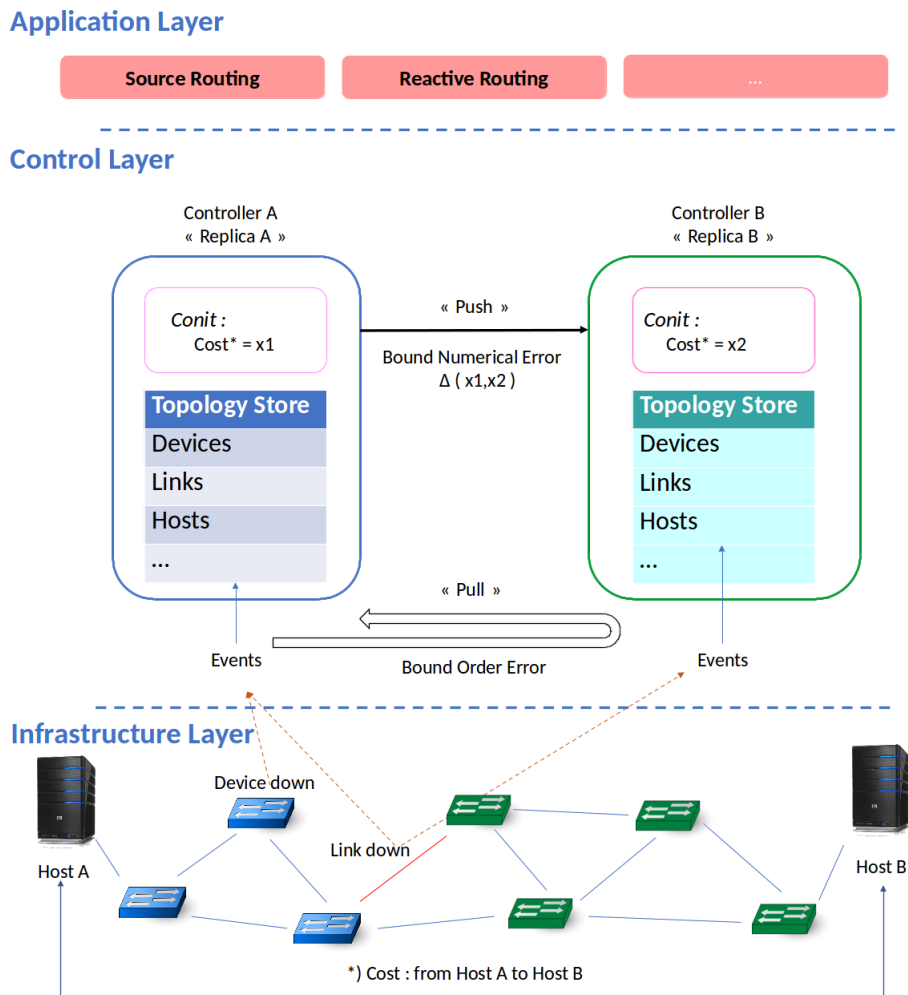 Application Layer
Source Routing
Reactive Routing
...
Control Layer
Controller A
« Replica A »
Controller B
« Replica B »
Conit :
Cost* = x1
« Push »
Bound Numerical Error
Δ ( x1,x2 )
Conit :
Cost* = x2
Topology Store
Devices
Links
Hosts
...
Topology Store
Devices
Links
Hosts
...
« Pull »
Events
Bound Order Error
Events
Infrastructure Layer
Device down
Link down
Host A
Host B
*) Cost : from Host A to Host B